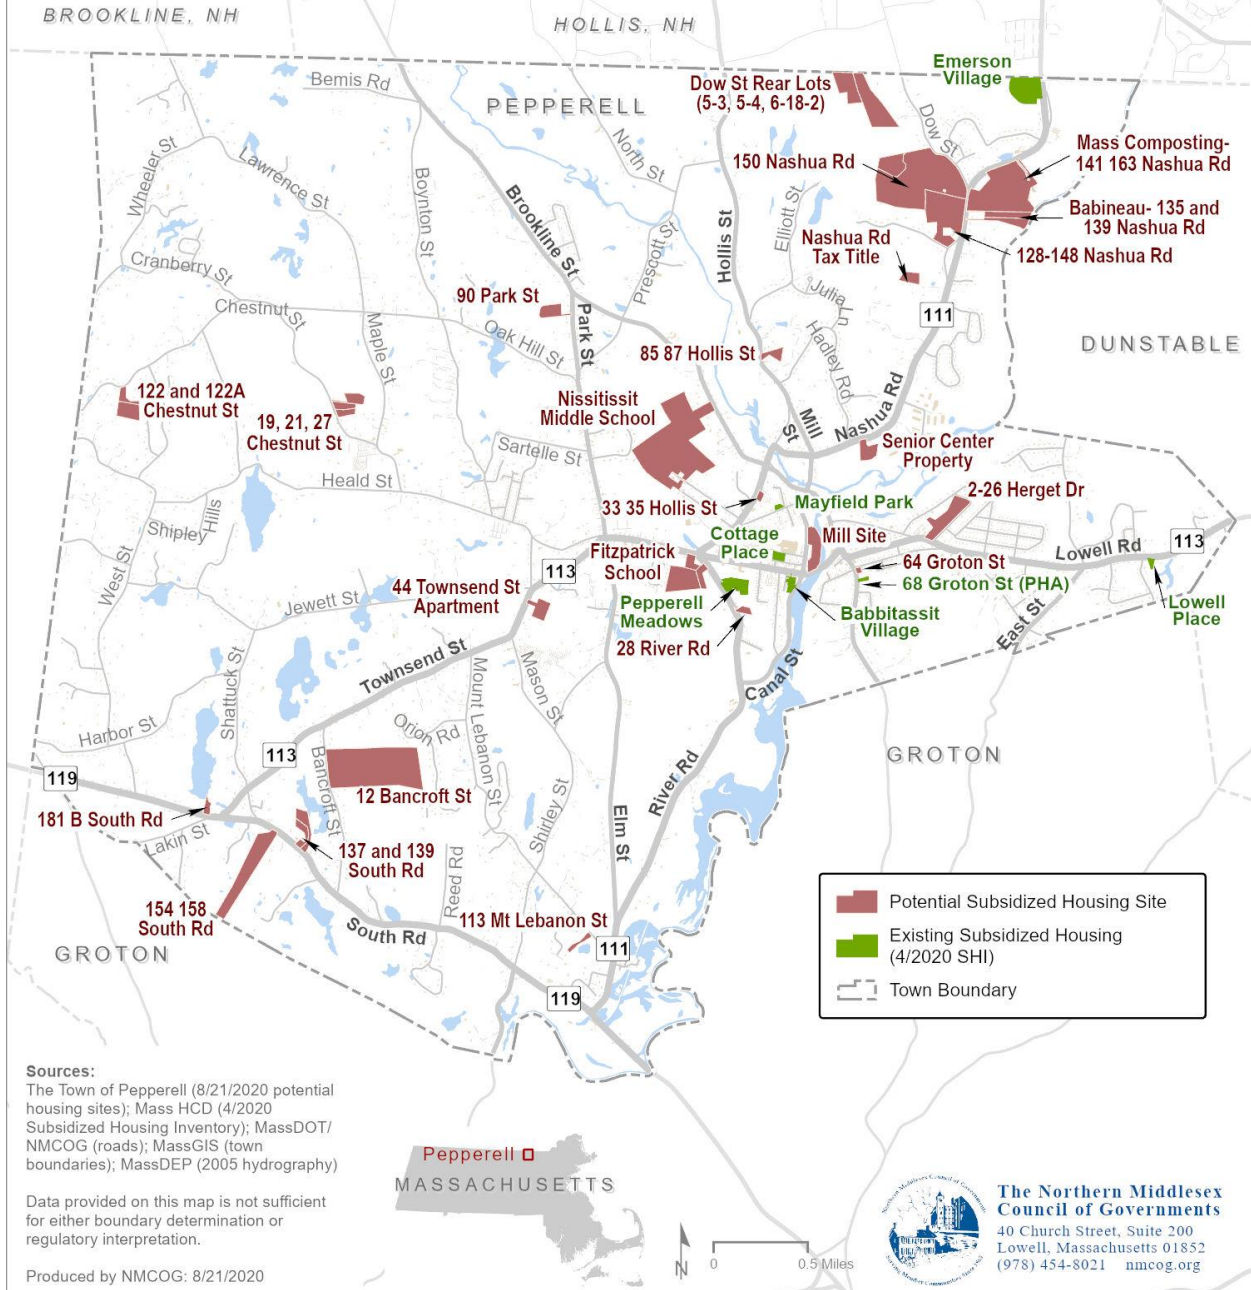 BROOKLINE, NH
HOLLIS, NH
Bemis Rd
PEPPERELL
Dow St Rear Lots
(5-3, 5-4, 6-18-2)
Emerson
Village
Dow St
North St
Wheeler St
Lawrence St
Boynton St
Brookline St
Hollis St
Elliott St
Prescott St
150 Nashua Rd
Mass Composting-
141 163 Nashua Rd
Babineau- 135 and
139 Nashua Rd
128-148 Nashua Rd
Nashua Rd
Tax Title
Cranberry St
Chestnut St
Maple St
90 Park St
Park St
Oak Hill St
Julia Ln
Hadley Rd
111
DUNSTABLE
85 87 Hollis St
122 and 122A
Chestnut St
19, 21, 27
Chestnut St
Nissitissit
Middle School
Mill St
Nashua Rd
Senior Center
Property
Sartelle St
Heald St
2-26 Herget Dr
33 35 Hollis St
Mayfield Park
Shipley Hills
West St
Cottage
Place
Mill Site
Lowell Rd
113
Fitzpatrick
School
113
64 Groton St
68 Groton St (PHA)
44 Townsend St
Apartment
Jewett St
Pepperell
Meadows
Babbitassit
Village
Lowell
Place
East St
28 River Rd
Townsend St
Mason St
Canal St
Shattuck St
Mount Lebanon St
Orion Rd
Harbor St
113
119
GROTON
Bancroft St
12 Bancroft St
River Rd
Shirley St
Elm St
181 B South Rd
Lakin St
137 and 139
South Rd
Reed Rd
154 158
South Rd
South Rd
113 Mt Lebanon St
111
GROTON
119
Potential Subsidized Housing Site
Existing Subsidized Housing
(4/2020 SHI)
Town Boundary
Sources:
The Town of Pepperell (8/21/2020 potential
housing sites); Mass HCD (4/2020
Subsidized Housing Inventory); MassDOT/
NMCOG (roads); MassGIS (town
boundaries); MassDEP (2005 hydrography)
Data provided on this map is not sufficient
for either boundary determination or
regulatory interpretation.
Produced by NMCOG: 8/21/2020
Pepperell
MASSACHUSETTS
N
0
0.5 Miles
Northern Middlesex Council of Governments
The Northern Middlesex
Council of Governments
40 Church Street, Suite 200
Lowell, Massachusetts 01852
(978) 454-8021 nmcog.org